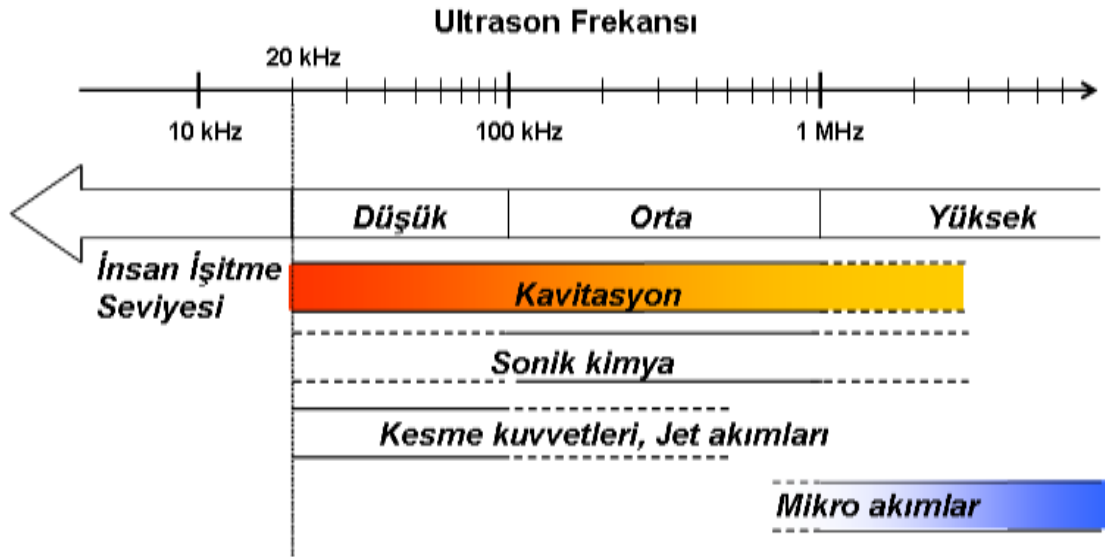 Ultrason Frekansı
20 kHz
10 kHz
100 kHz
1 MHz
Düşük
Orta
Yüksek
İnsan İşitme
Seviyesi
Kavitasyon
Sonik kimya
Kesme kuvvetleri, Jet akımları
Mikro akımlar